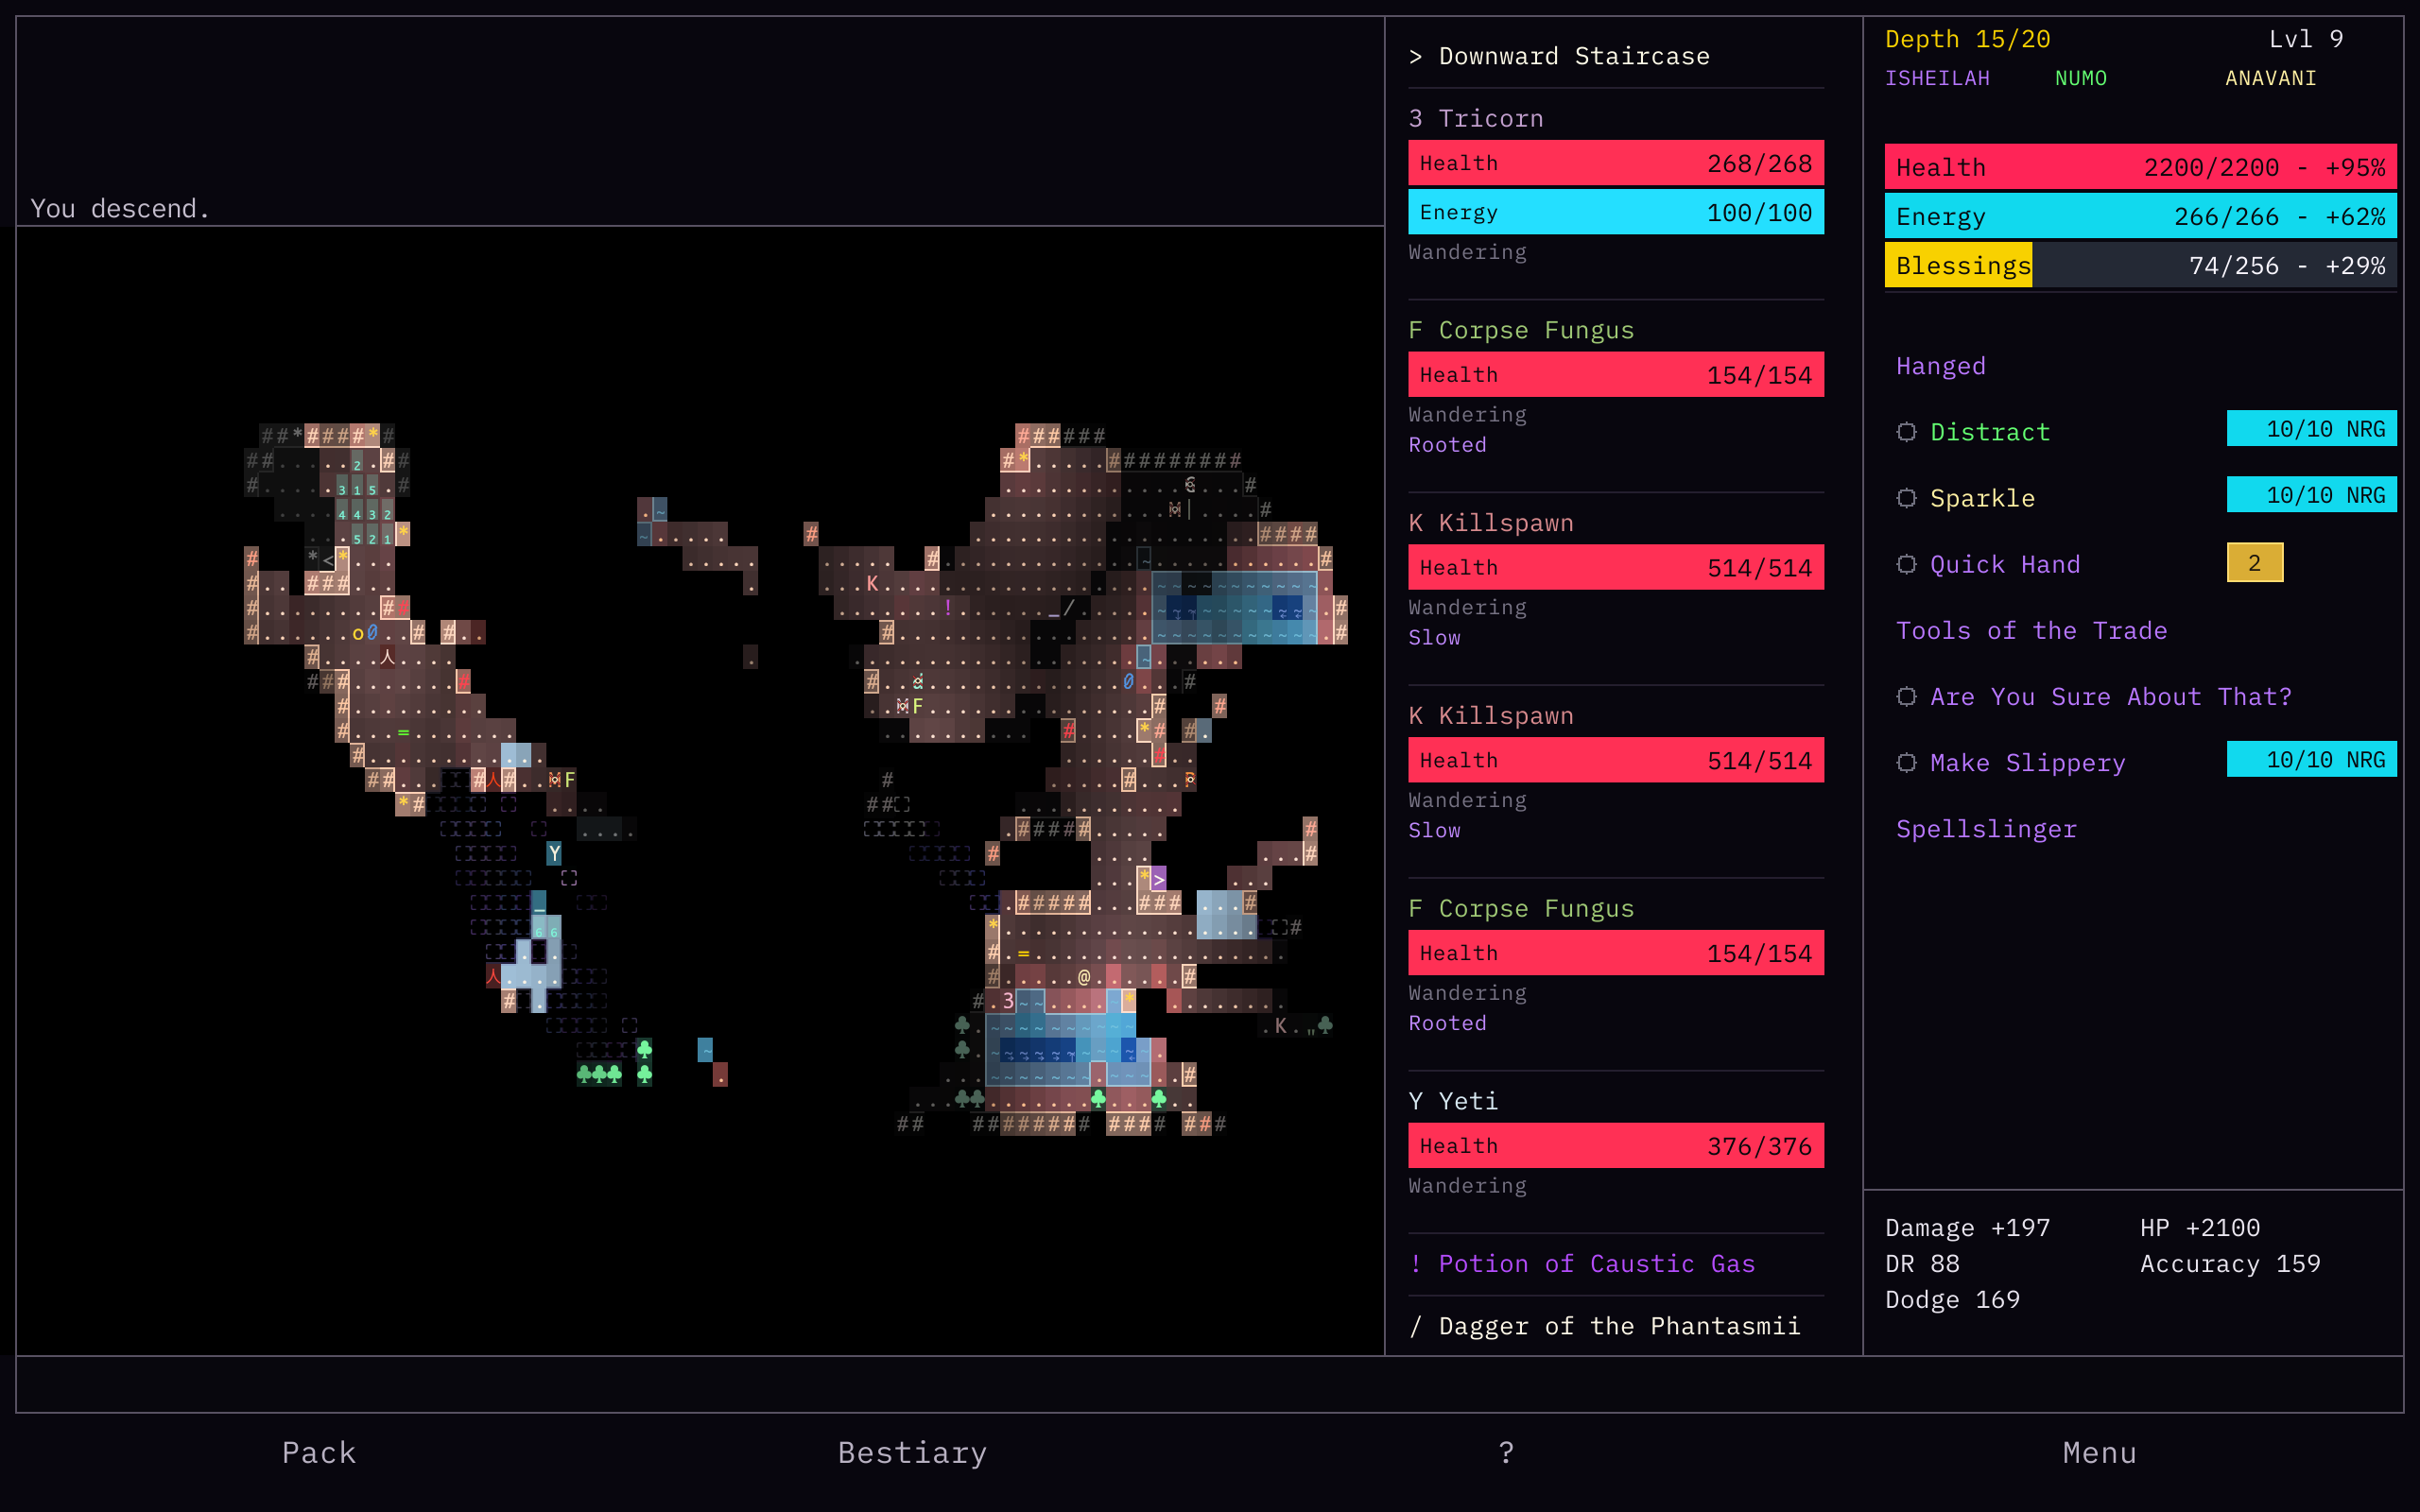 You descend.
> Downward Staircase
3 Tricorn
Health 268/268
Energy 100/100
Wandering
F Corpse Fungus
Health 154/154
Wandering
Rooted
K Killspawn
Health 514/514
Wandering
Slow
K Killspawn
Health 514/514
Wandering
Slow
F Corpse Fungus
Health 154/154
Wandering
Rooted
Y Yeti
Health 376/376
Wandering
! Potion of Caustic Gas
/ Dagger of the Phantasmii
Depth 15/20 Lvl 9
ISHEILAH NUMO ANAVANI
Health 2200/2200 - +95%
Energy 266/266 - +62%
Blessings 74/256 - +29%
Hanged
Distract 10/10 NRG
Sparkle 10/10 NRG
Quick Hand 2
Tools of the Trade
Are You Sure About That?
Make Slippery 10/10 NRG
Spellslinger
Damage +197 HP +2100
DR 88 Accuracy 159
Dodge 169
Pack Bestiary ? Menu